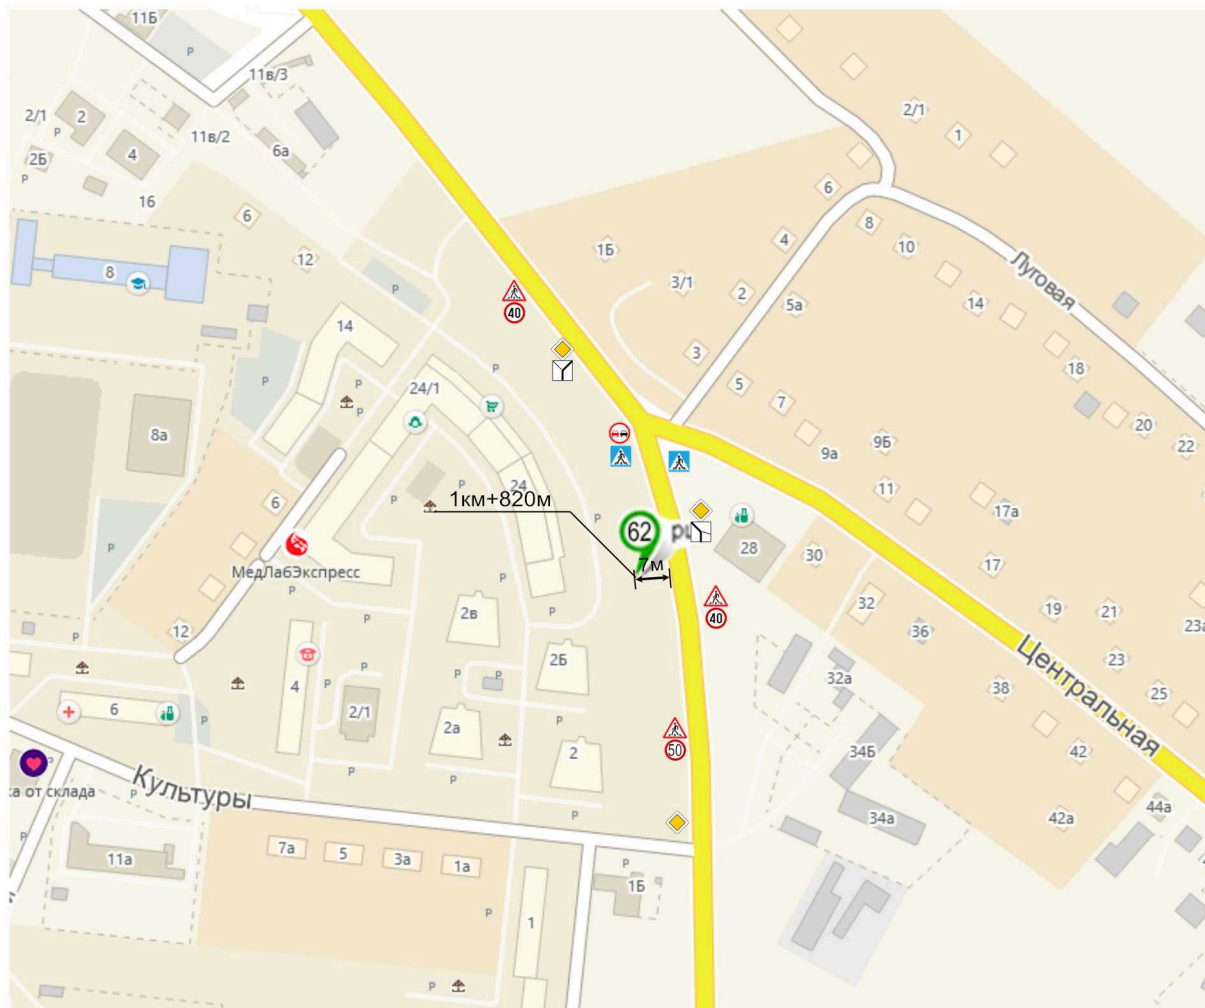 11Б
Р
11в/3
2/1
2
Р
11в/2
6а
2Б
4
Р
16
6
12
8
Р
14
Р
24/1
Р
8а
24
Р
Р
Р
6
1км+820м
Р
62
7м
МедЛабЭкспресс
Р
Р
2в
12
Р
Р
Р
4
2Б
Р
Р
6
Р
2/1
2а
Р
2
Р
Р
Культуры
ка от склада
Р
Р
Р
7а
5
3а
1а
11а
Р
1Б
Р
1
Р
40
40
50
2/1
1
6
8
10
4
1Б
3/1
2
5а
14
Луговая
3
5
7
18
9а
9Б
20
22
11
17а
28
30
17
32
36
19
21
23а
23
Центральная
38
25
32а
34Б
42
34а
42а
44а